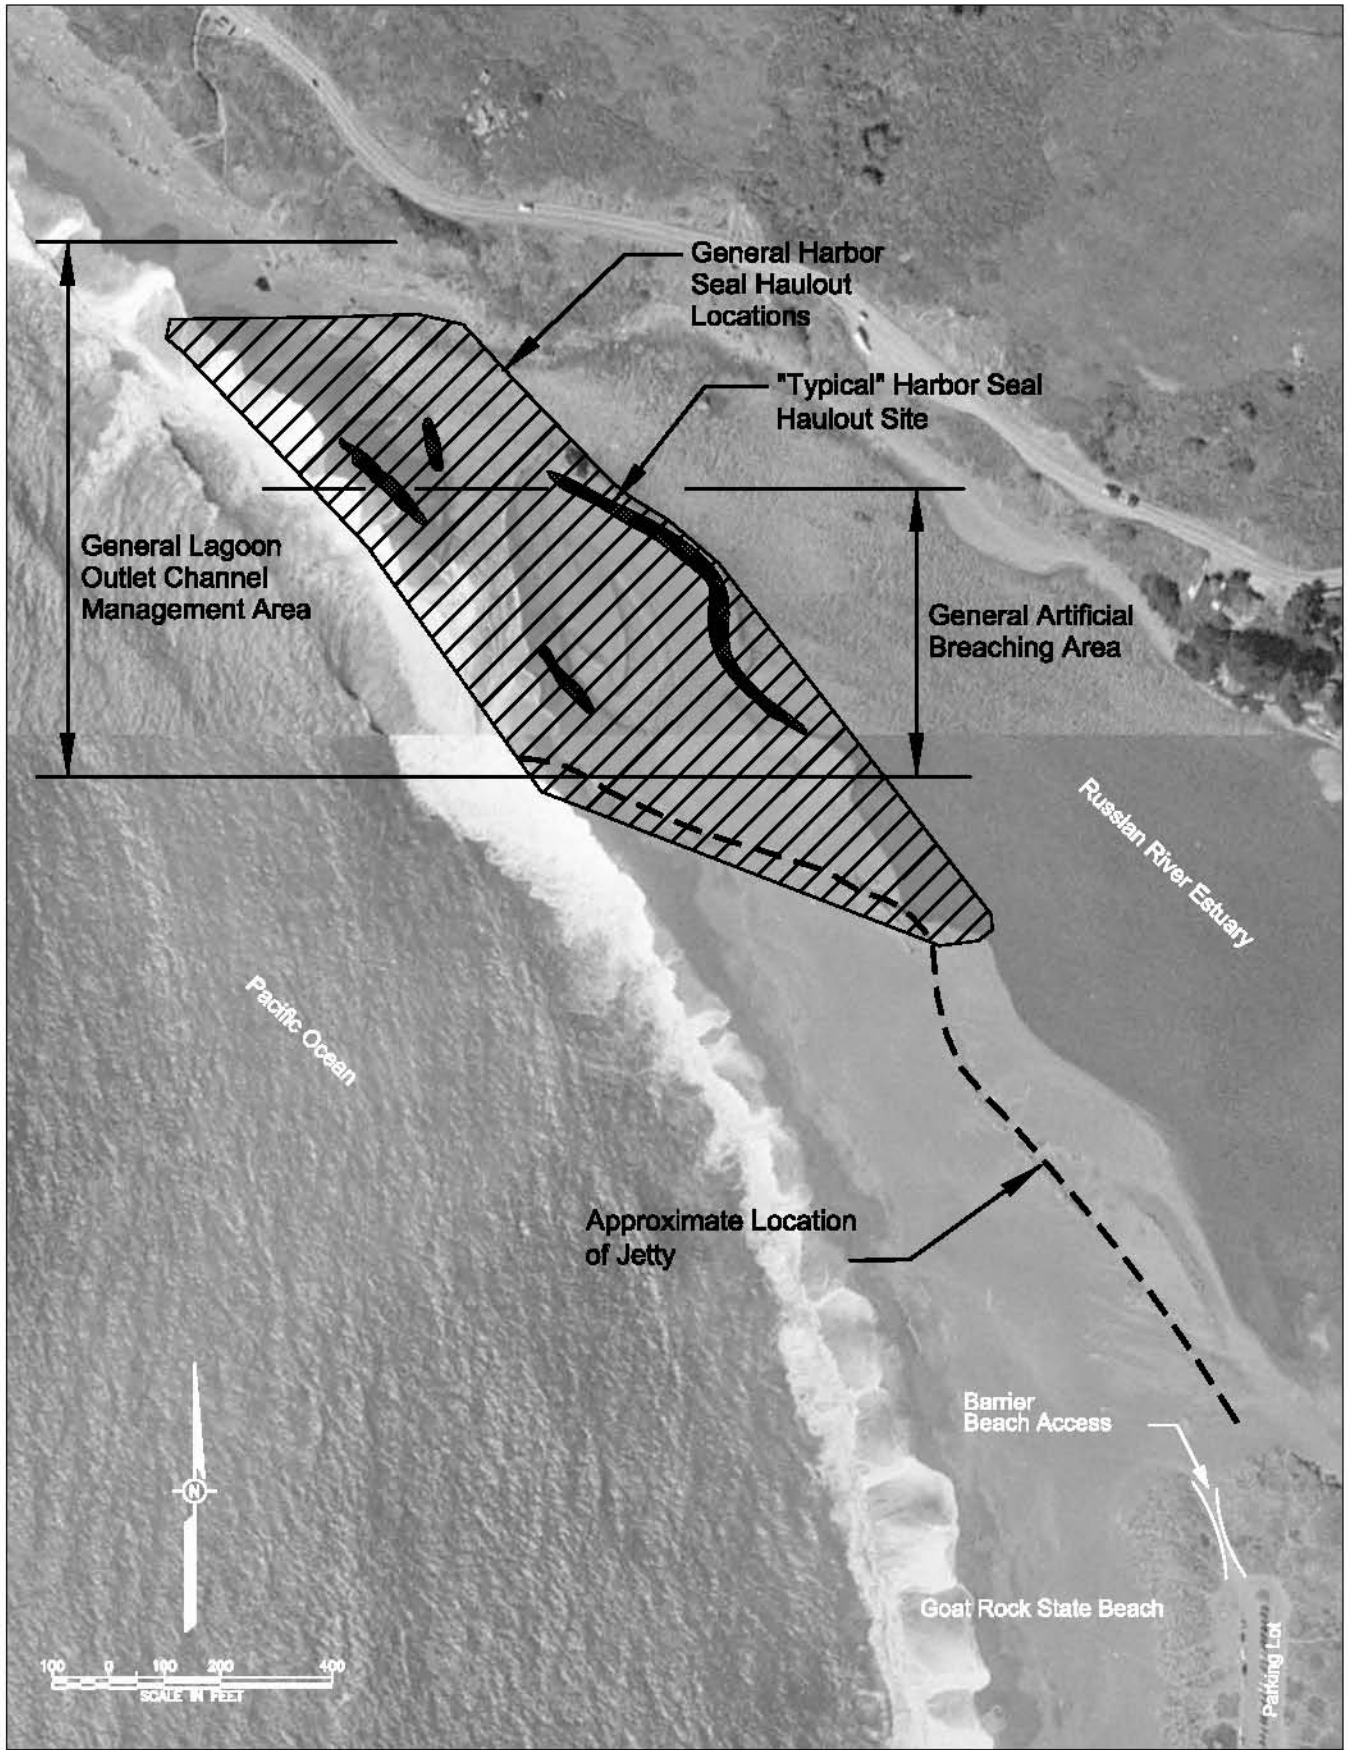 General Harbor
Seal Haulout
Locations
"Typical" Harbor Seal
Haulout Site
General Lagoon
Outlet Channel
Management Area
General Artificial
Breaching Area
Russian River Estuary
Pacific Ocean
Approximate Location
of Jetty
Barrier
Beach Access
N
Goat Rock State Beach
Parking Lot
100 0 100 200 400
SCALE IN FEET